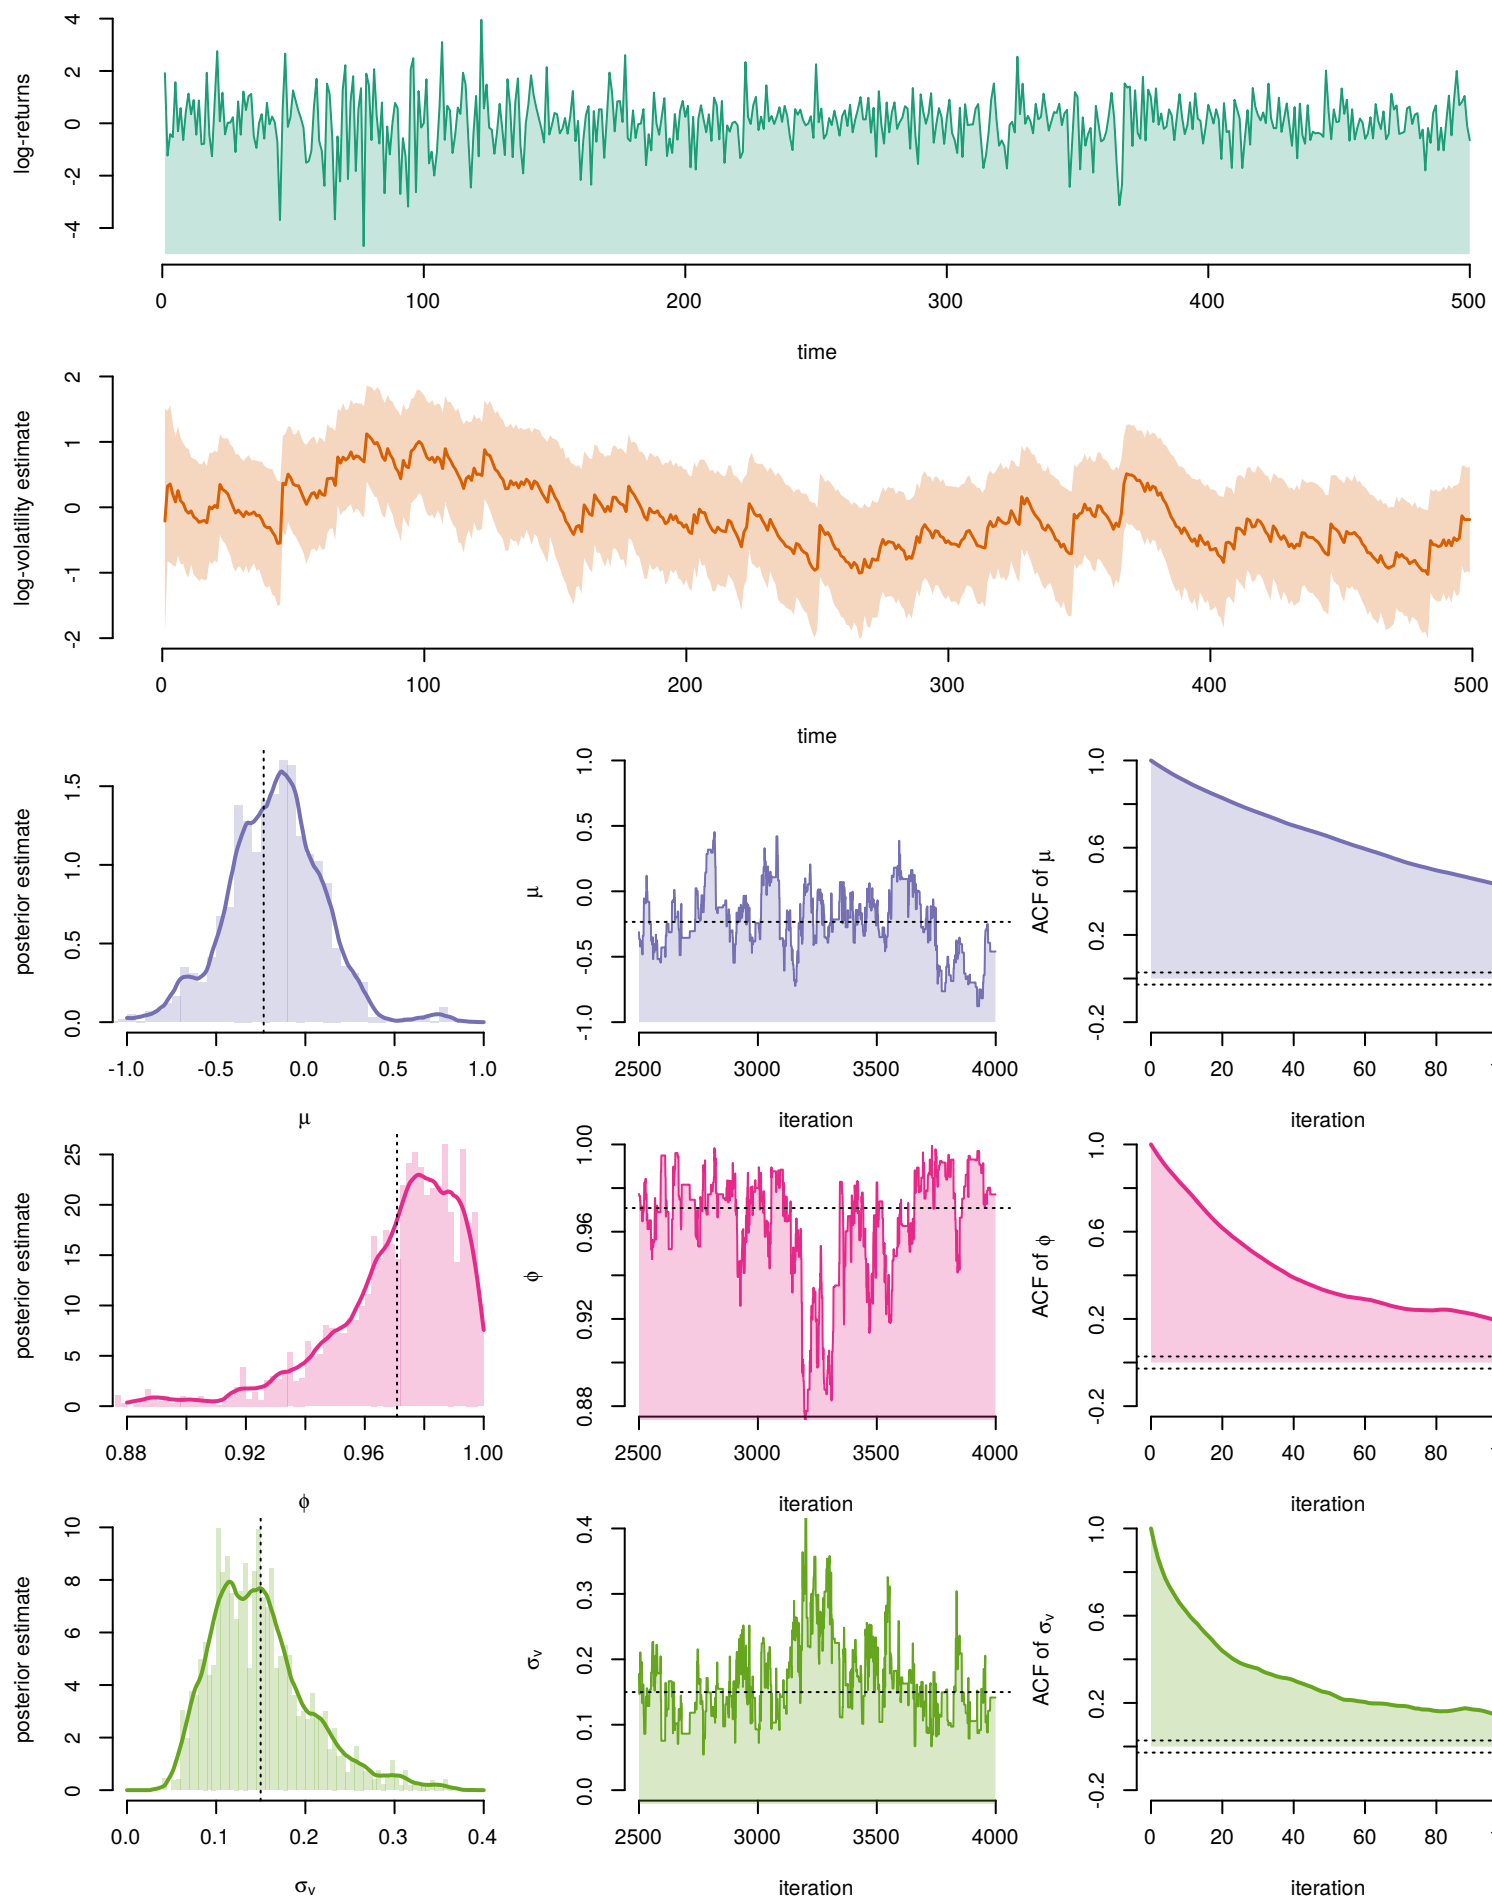 log-returns
4
2
0
-2
-4
0 100 200 300 400 500
time
log-volatility estimate
2
1
0
-1
-2
0 100 200 300 400 500
time
posterior estimate
0.0 0.5 1.0 1.5
-1.0 -0.5 0.0 0.5 1.0
μ
μ
-1.0 -0.5 0.0 0.5 1.0
2500 3000 3500 4000
iteration
ACF of μ
-0.2 0.2 0.6 1.0
0 20 40 60 80
iteration
posterior estimate
0 5 10 15 20 25
0.88 0.92 0.96 1.00
ϕ
ϕ
0.88 0.92 0.96 1.00
2500 3000 3500 4000
iteration
ACF of ϕ
-0.2 0.2 0.6 1.0
0 20 40 60 80
iteration
posterior estimate
0 2 4 6 8 10
0.0 0.1 0.2 0.3 0.4
σv
σv
0.0 0.1 0.2 0.3 0.4
2500 3000 3500 4000
iteration
ACF of σv
-0.2 0.2 0.6 1.0
0 20 40 60 80
iteration